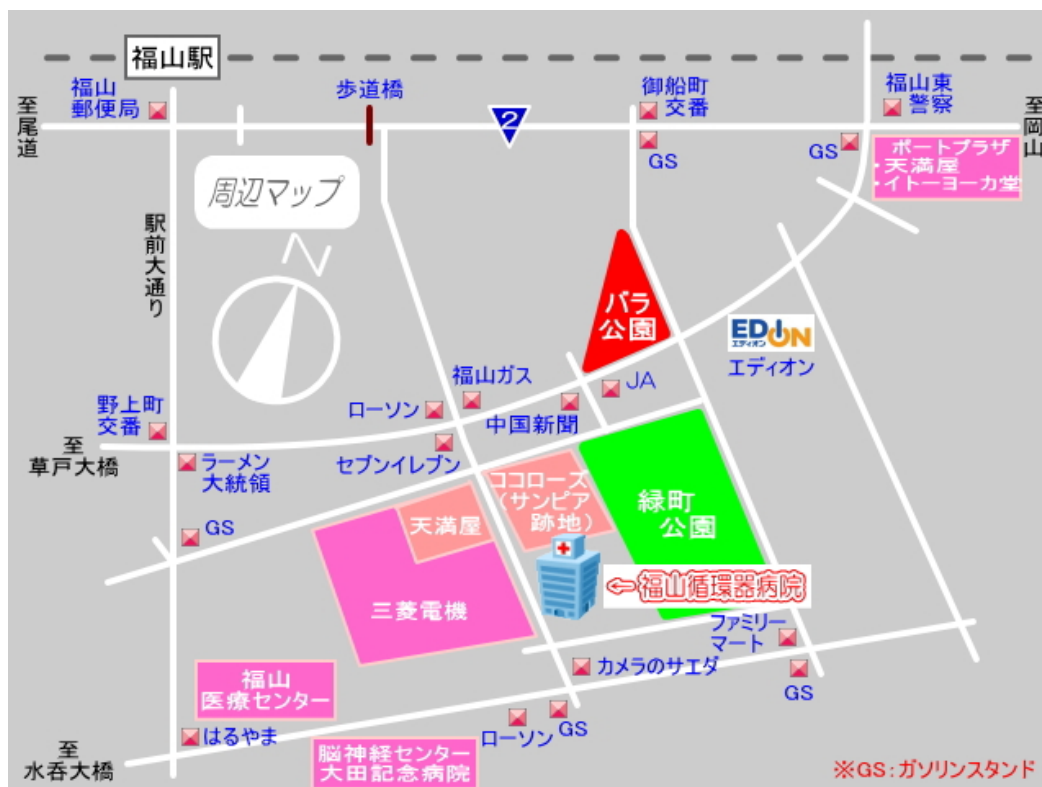 福山駅
福山
郵便局
歩道橋
2
御船町
交番
福山東
警察
至尾道
至岡山
GS
GS
ポートプラザ
・天満屋
・イトーヨーカ堂
周辺マップ
駅前大通り
N
バラ
公園
EDION
エディオン
エディオン
福山ガス
JA
ローソン
中国新聞
野上町
交番
セブンイレブン
至
草戸大橋
ラーメン
大統領
ココローズ
(サンピア
跡地)
緑町
公園
天満屋
GS
⇦福山循環器病院
三菱電機
ファミリー
マート
カメラのサエダ
GS
福山
医療センター
はるやま
ローソン
GS
至
水呑大橋
脳神経センター
大田記念病院
※GS:ガソリンスタンド